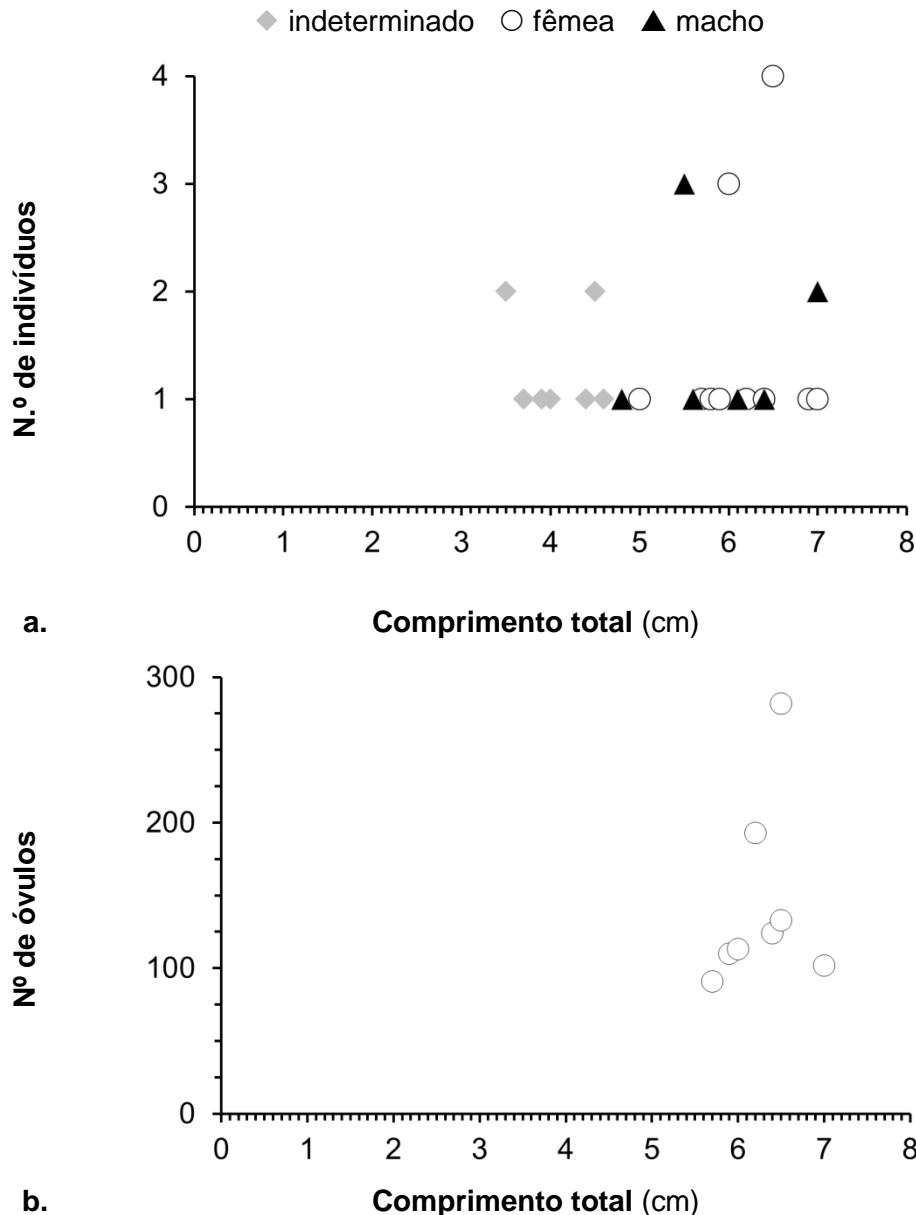 indeterminado fêmea macho
4
3
2
1
0
N.º de indivíduos
0 1 2 3 4 5 6 7 8
a. Comprimento total (cm)
300
200
100
0
Nº de óvulos
0 1 2 3 4 5 6 7 8
b. Comprimento total (cm)